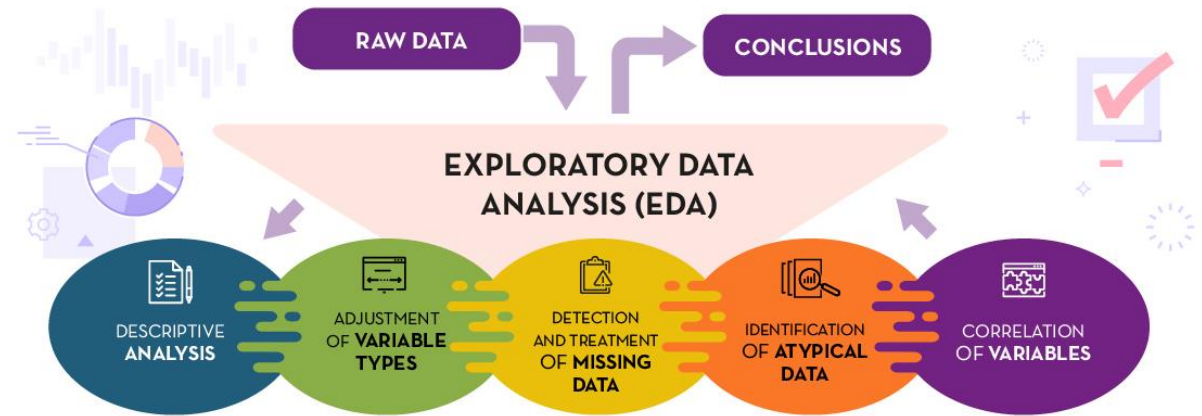 RAW DATA
CONCLUSIONS
EXPLORATORY DATA
ANALYSIS (EDA)
DESCRIPTIVE
ANALYSIS
ADJUSTMENT
OF VARIABLE
TYPES
DETECTION
AND TREATMENT
OF MISSING
DATA
IDENTIFICATION
OF ATYPICAL
DATA
CORRELATION
OF VARIABLES